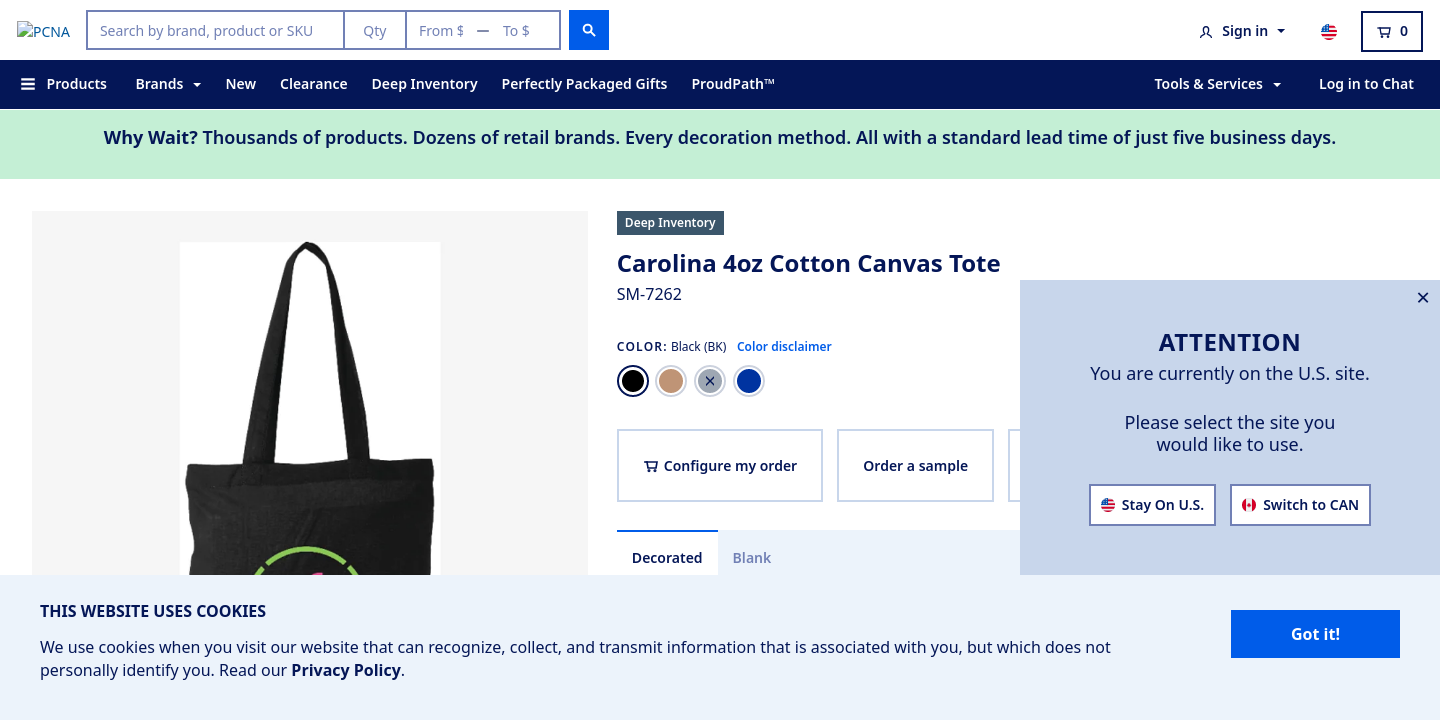 PCNA
Search by brand, product or SKU
Qty
From $
—
To $
Sign in
0
Products
Brands
New
Clearance
Deep Inventory
Perfectly Packaged Gifts
ProudPath™
Tools & Services
Log in to Chat
Why Wait? Thousands of products. Dozens of retail brands. Every decoration method. All with a standard lead time of just five business days.
Deep Inventory
Carolina 4oz Cotton Canvas Tote
SM-7262
COLOR: Black (BK) Color disclaimer
Configure my order
Order a sample
Decorated
Blank
ATTENTION
You are currently on the U.S. site.
Please select the site you
would like to use.
Stay On U.S.
Switch to CAN
THIS WEBSITE USES COOKIES
We use cookies when you visit our website that can recognize, collect, and transmit information that is associated with you, but which does not
personally identify you. Read our Privacy Policy.
Got it!